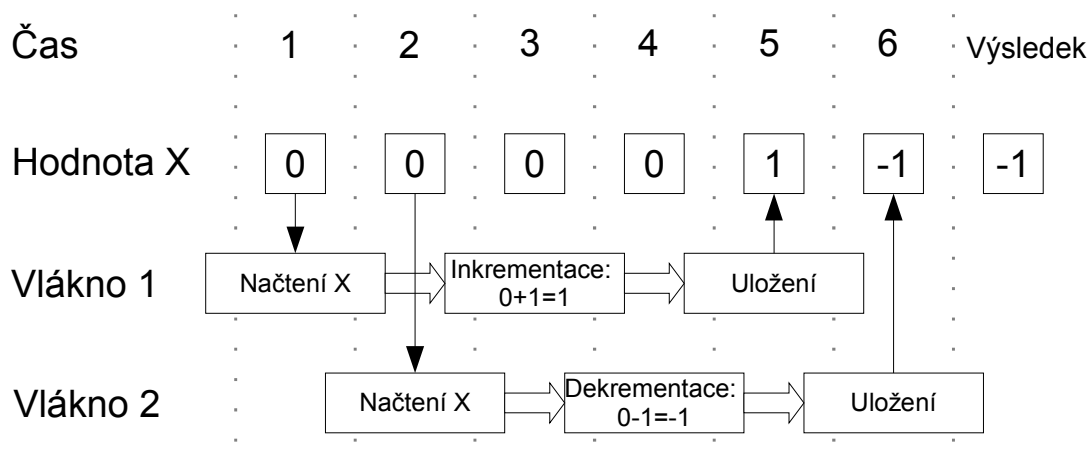 Čas 1 2 3 4 5 6 Výsledek
Hodnota X 0 0 0 0 1 -1 -1
Vlákno 1 Načtení X Inkrementace: Uložení
0+1=1
Vlákno 2 Načtení X Dekrementace: Uložení
0-1=-1